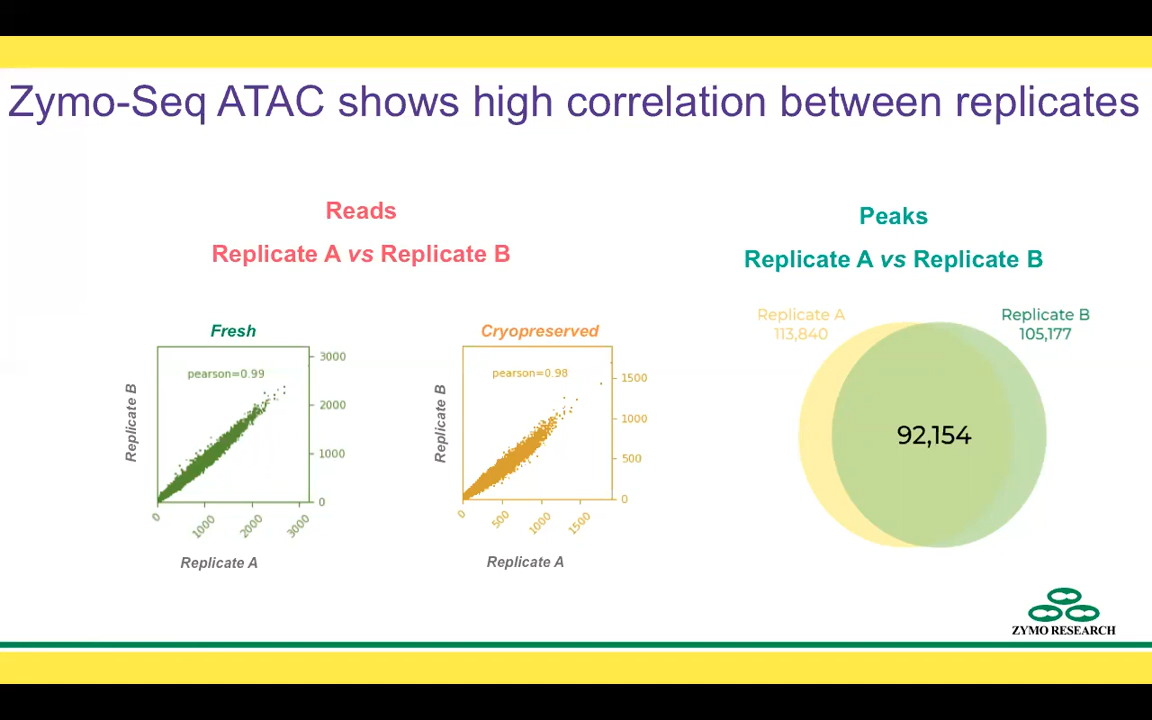 Zymo-Seq ATAC shows high correlation between replicates
Reads
Replicate A vs Replicate B
Fresh
pearson=0.99
3000
2000
1000
0
Replicate B
0
1000
2000
3000
Replicate A
Cryopreserved
pearson=0.98
1500
1000
500
0
Replicate B
0
500
1000
1500
Replicate A
Peaks
Replicate A vs Replicate B
Replicate A
113,840
Replicate B
105,177
92,154
ZYMO RESEARCH